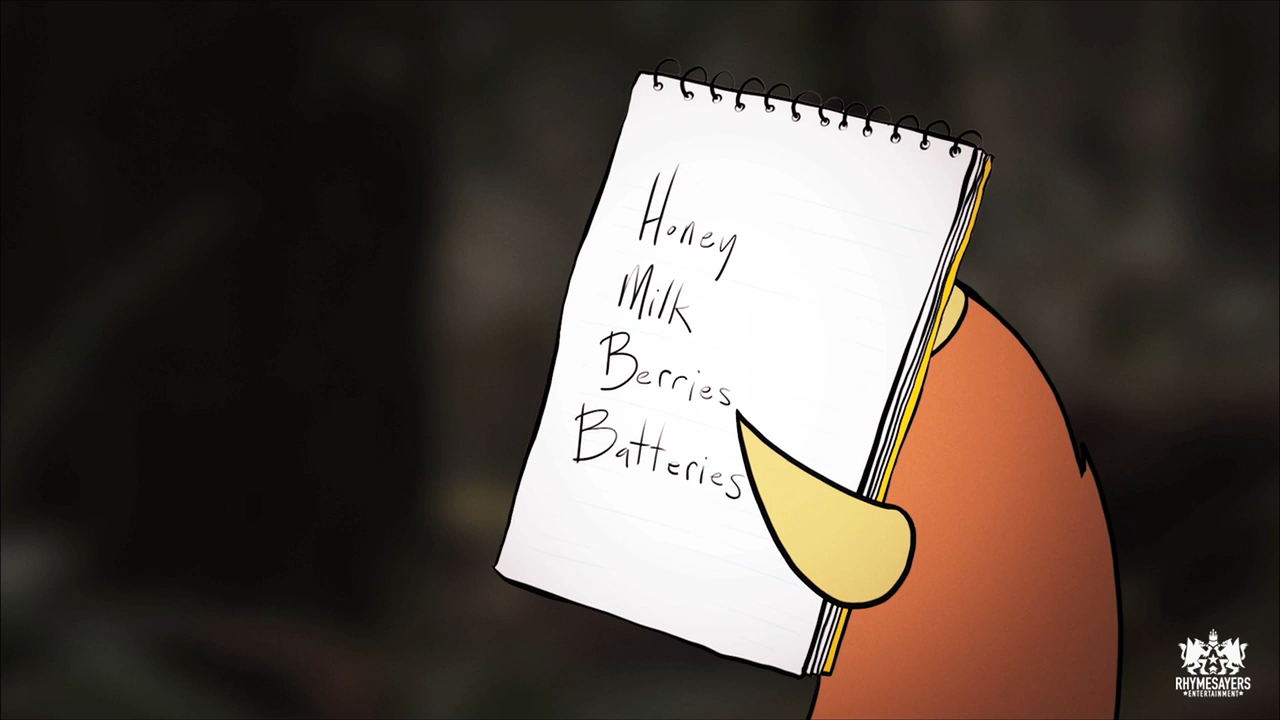 Honey
Milk
Berries
Batteries
RHYMESAYERS
ENTERTAINMENT